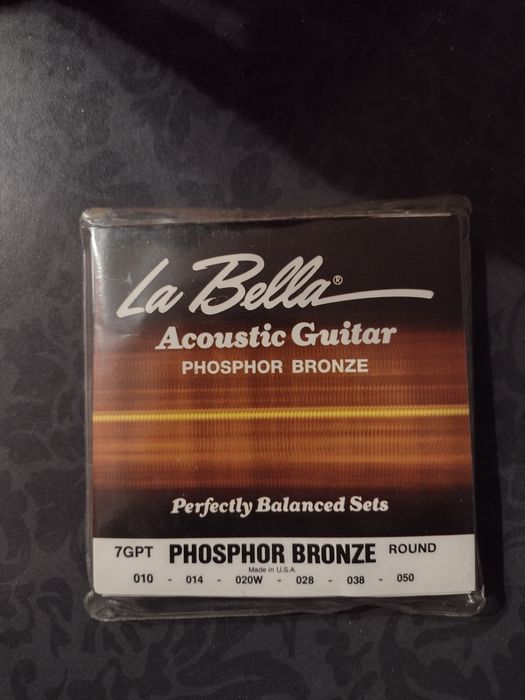 La Bella®
Acoustic Guitar
PHOSPHOR BRONZE
Perfectly Balanced Sets
7GPT PHOSPHOR BRONZE ROUND
Made in U.S.A.
010 - 014 - 020W - 028 - 038 - 050